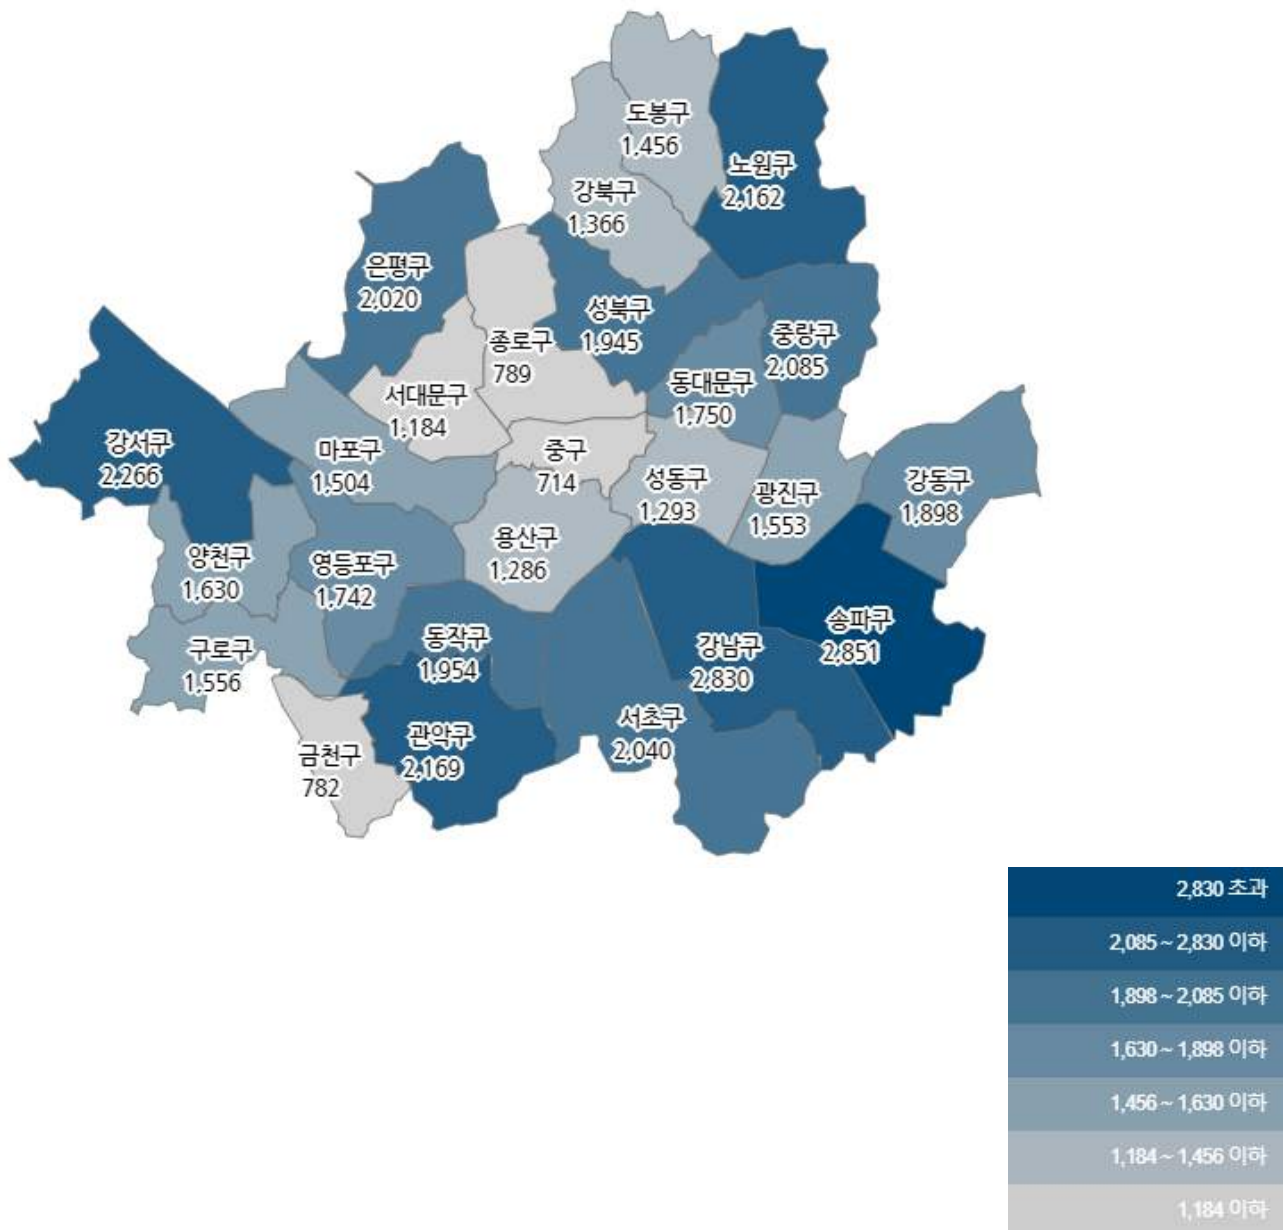 도봉구
1,456
노원구
2,162
강북구
1,366
은평구
2,020
성북구
1,945
중랑구
2,085
종로구
789
동대문구
1,750
서대문구
1,184
강서구
2,266
마포구
1,504
중구
714
성동구
1,293
광진구
1,553
강동구
1,898
양천구
1,630
영등포구
1,742
용산구
1,286
구로구
1,556
동작구
1,954
강남구
2,830
송파구
2,851
서초구
2,040
관악구
2,169
금천구
782
2,830 초과
2,085 ~ 2,830 이하
1,898 ~ 2,085 이하
1,630 ~ 1,898 이하
1,456 ~ 1,630 이하
1,184 ~ 1,456 이하
1,184 이하